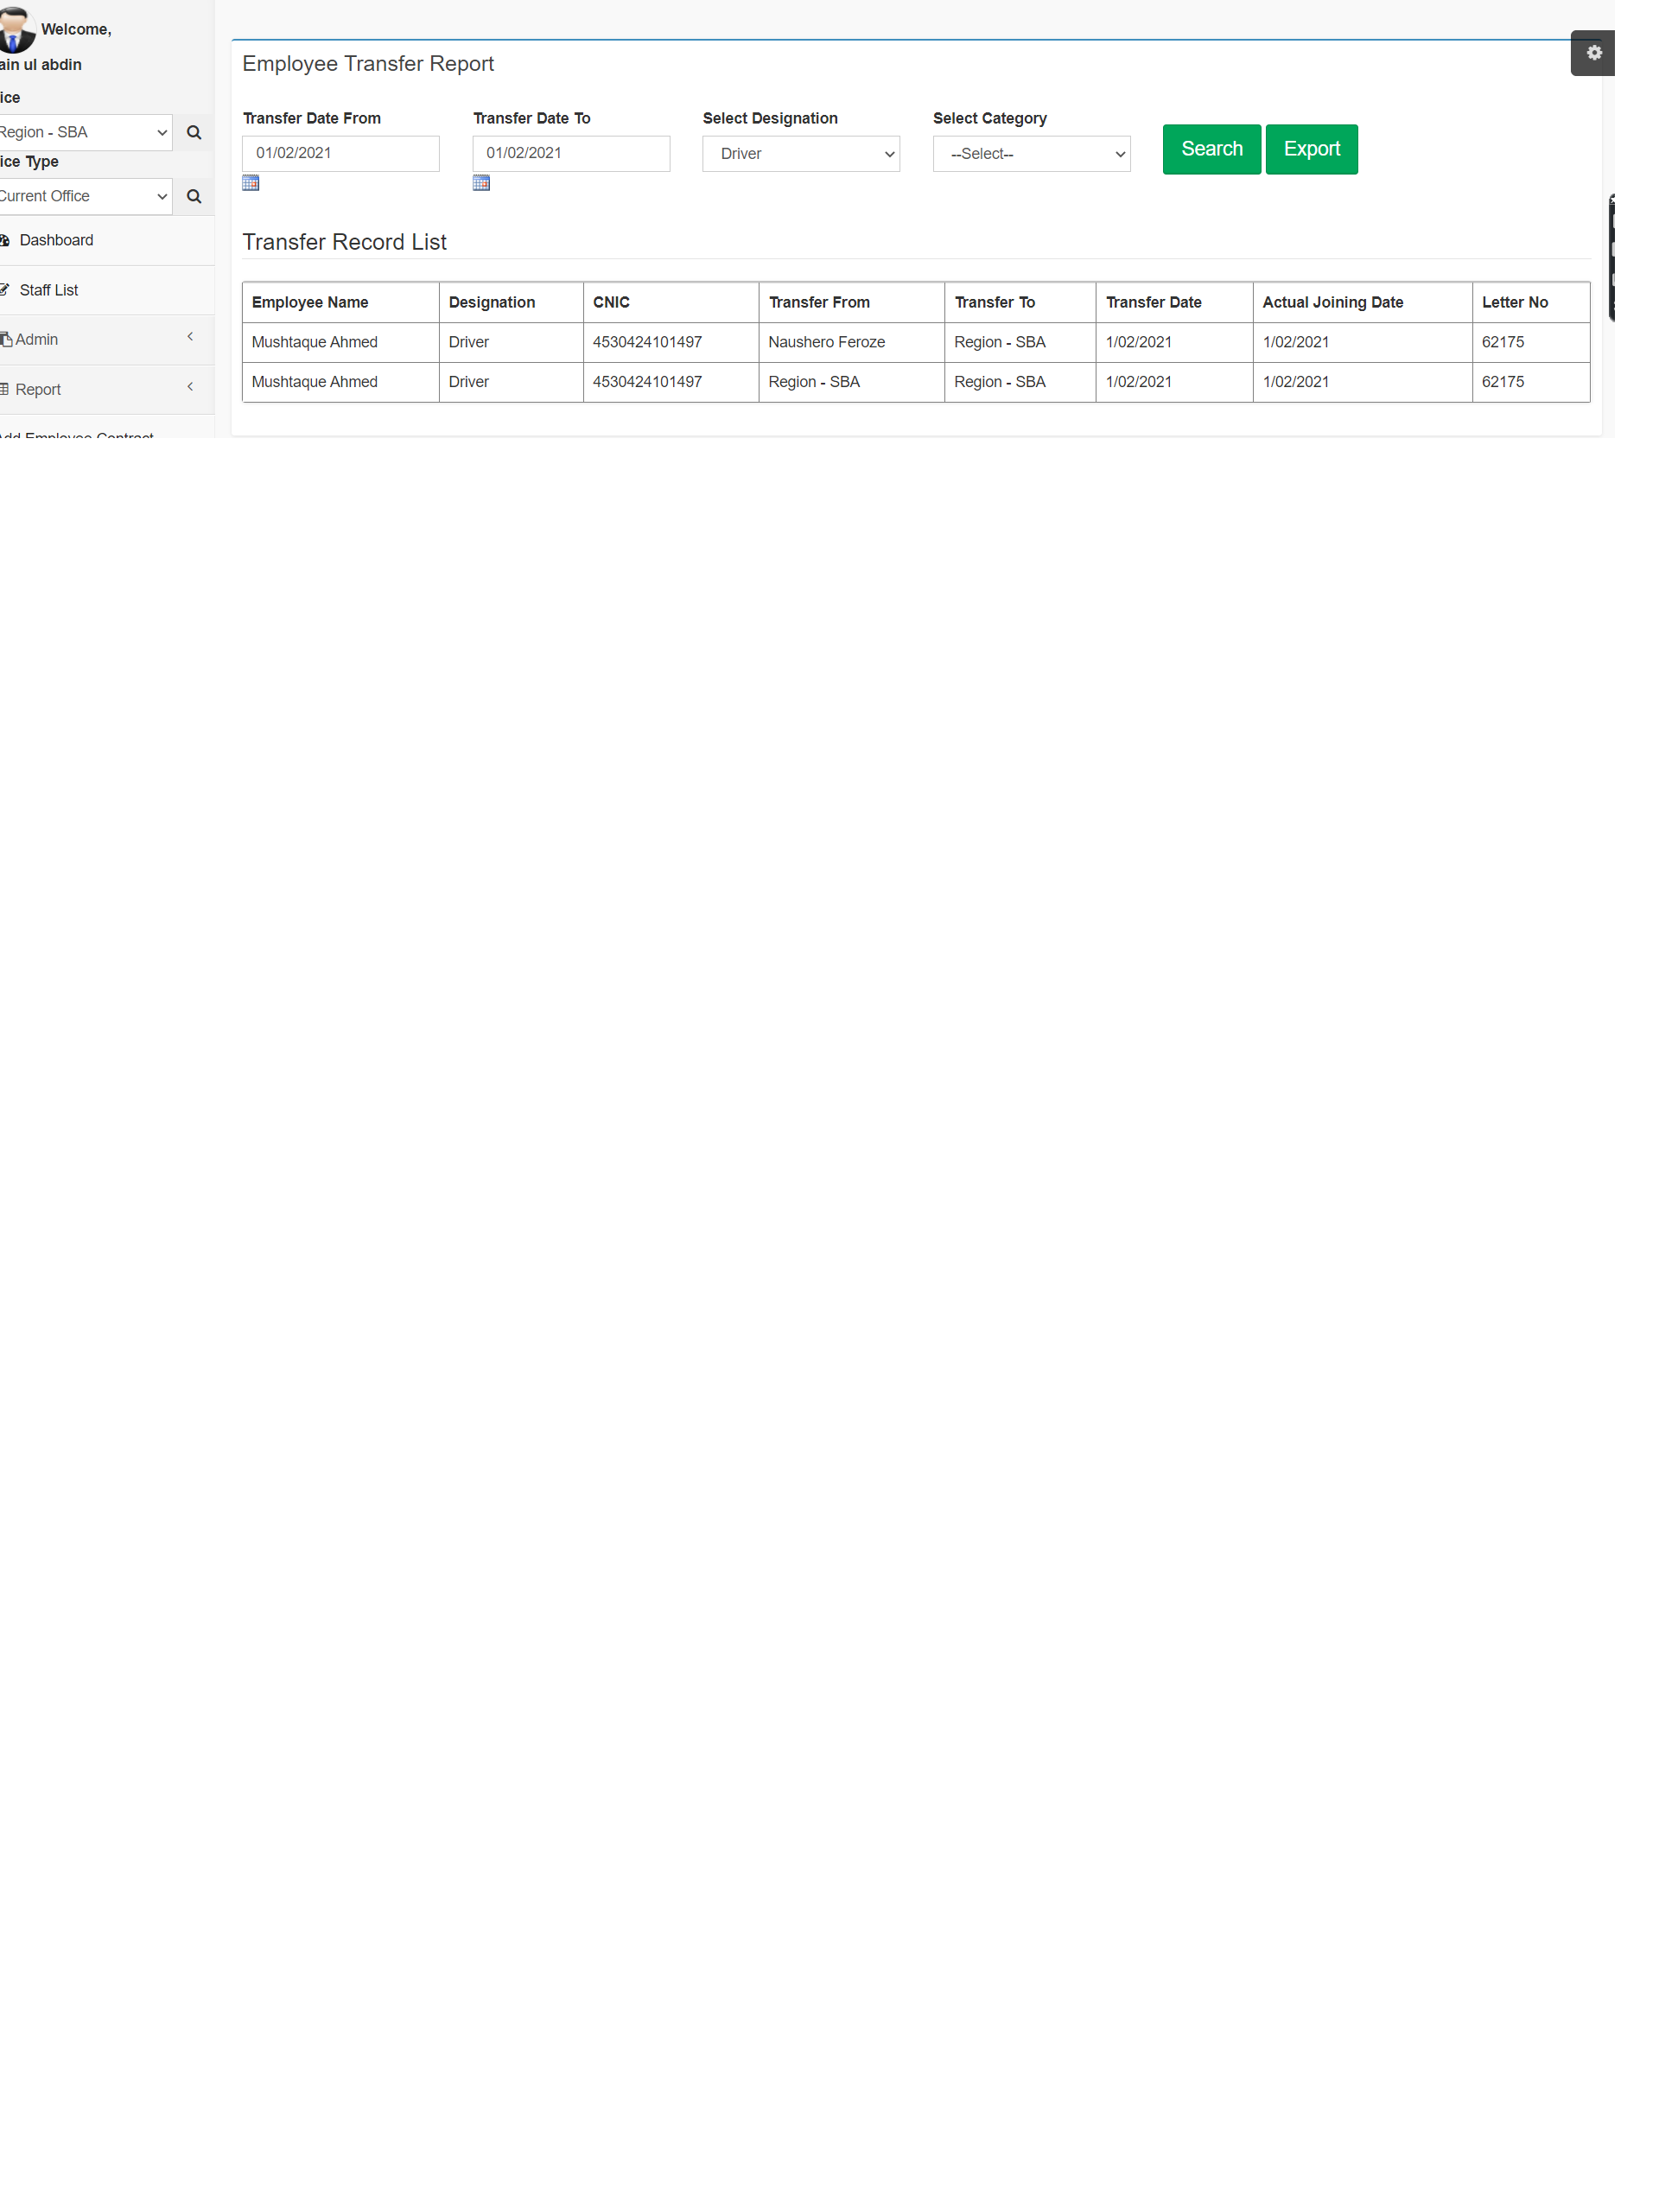 Welcome,
ain ul abdin
ice
Region - SBA
ice Type
Current Office
Dashboard
Staff List
Admin
Report
Add Employee Contract
Employee Transfer Report
Transfer Date From Transfer Date To Select Designation Select Category
01/02/2021 01/02/2021 Driver --Select-- Search Export
Transfer Record List
Employee Name Designation CNIC Transfer From Transfer To Transfer Date Actual Joining Date Letter No
Mushtaque Ahmed Driver 4530424101497 Naushero Feroze Region - SBA 1/02/2021 1/02/2021 62175
Mushtaque Ahmed Driver 4530424101497 Region - SBA Region - SBA 1/02/2021 1/02/2021 62175